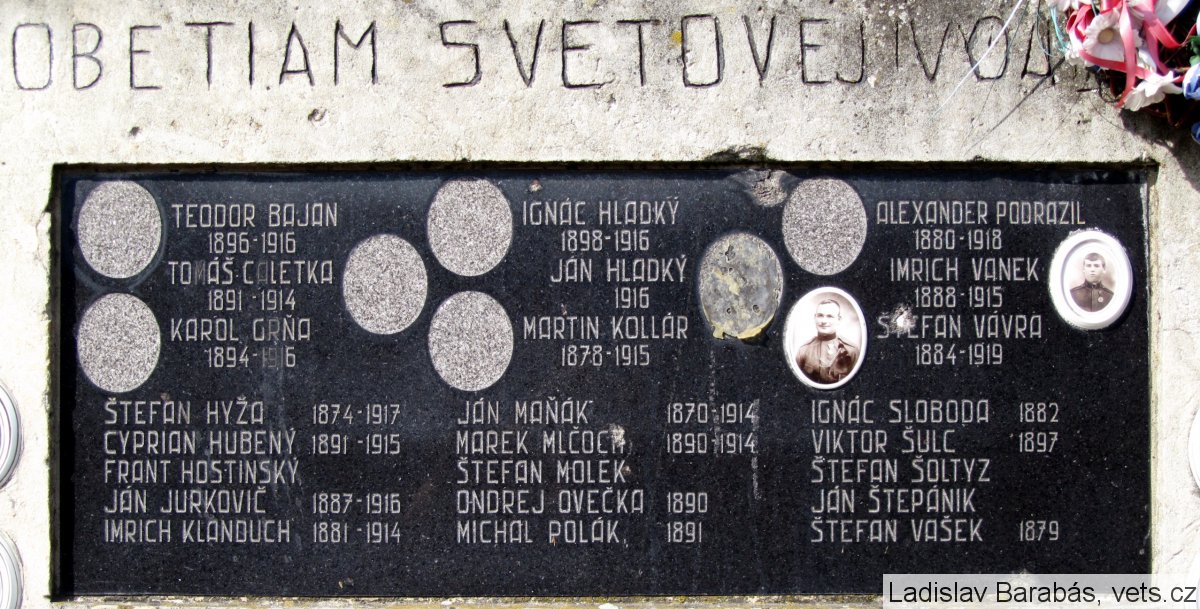 OBETIAM SVETOVEJ VOJ
TEODOR BAJAN
1896-1916
TOMÁŠ CALETKA
1891-1914
KAROL GRŇA
1894-1916
IGNÁC HLADKÝ
1898-1916
JÁN HLADKÝ
1916
MARTIN KOLLÁR
1878-1915
ALEXANDER PODRAZIL
1880-1918
IMRICH VANEK
1888-1915
ŠTEFAN VÁVRA
1884-1919
ŠTEFAN HYŽA 1874-1917
CYPRIAN HUBENÝ 1891-1915
FRANT HOSTINSKÝ
JÁN JURKOVIČ 1887-1916
IMRICH KLANDUCH 1881-1914
JÁN MAŇÁK 1870-1914
MAREK MLČOCH 1890-1914
ŠTEFAN MOLEK
ONDREJ OVEČKA 1890
MICHAL POLÁK 1891
IGNÁC SLOBODA 1882
VIKTOR ŠULC 1897
ŠTEFAN ŠOLTYZ
JÁN ŠTEPÁNIK
ŠTEFAN VAŠEK 1879
Ladislav Barabás, vets.cz